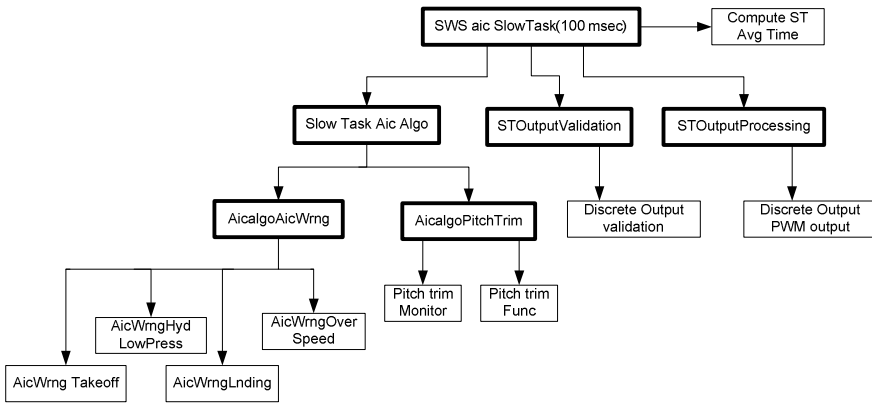 SWS aic SlowTask(100 msec)
Compute ST
Avg Time
Slow Task Aic Algo
STOutputValidation
STOutputProcessing
AicalgoAicWrng
AicalgoPitchTrim
Discrete Output
validation
Discrete Output
PWM output
Pitch trim
Monitor
Pitch trim
Func
AicWrngHyd
LowPress
AicWrngOver
Speed
AicWrng Takeoff
AicWrngLnding